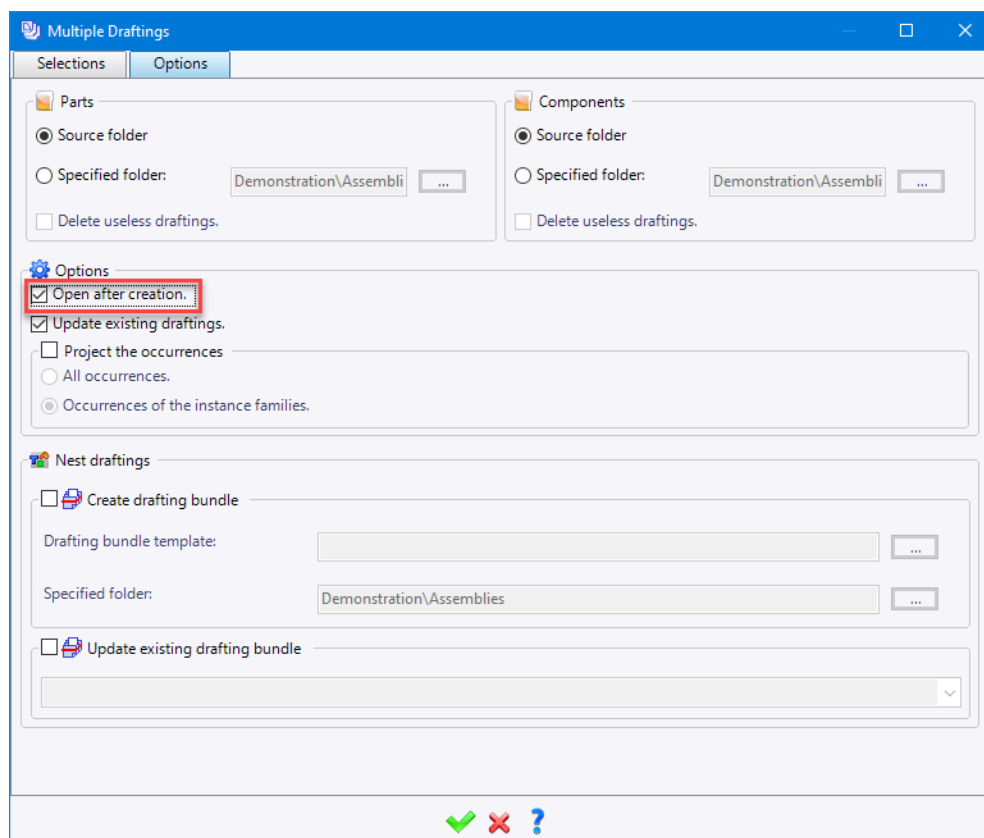 Multiple Draftings
Selections Options
Parts
Source folder
Specified folder: Demonstration\Assembli ...
Delete useless draftings.
Components
Source folder
Specified folder: Demonstration\Assembli ...
Delete useless draftings.
Options
Open after creation.
Update existing draftings.
Project the occurrences
All occurrences.
Occurrences of the instance families.
Nest draftings
Create drafting bundle
Drafting bundle template: ...
Specified folder: Demonstration\Assemblies ...
Update existing drafting bundle